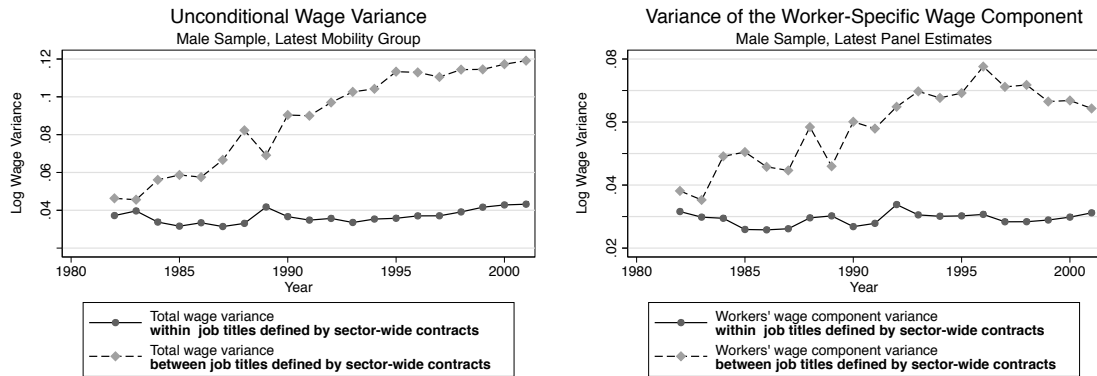 Unconditional Wage Variance
Male Sample, Latest Mobility Group
Log Wage Variance
.12
.1
.08
.06
.04
1980
1985
1990
1995
2000
Year
Total wage variance
within job titles defined by sector-wide contracts
Total wage variance
between job titles defined by sector-wide contracts
Variance of the Worker-Specific Wage Component
Male Sample, Latest Panel Estimates
Log Wage Variance
.08
.06
.04
.02
1980
1985
1990
1995
2000
Year
Workers' wage component variance
within job titles defined by sector-wide contracts
Workers' wage component variance
between job titles defined by sector-wide contracts